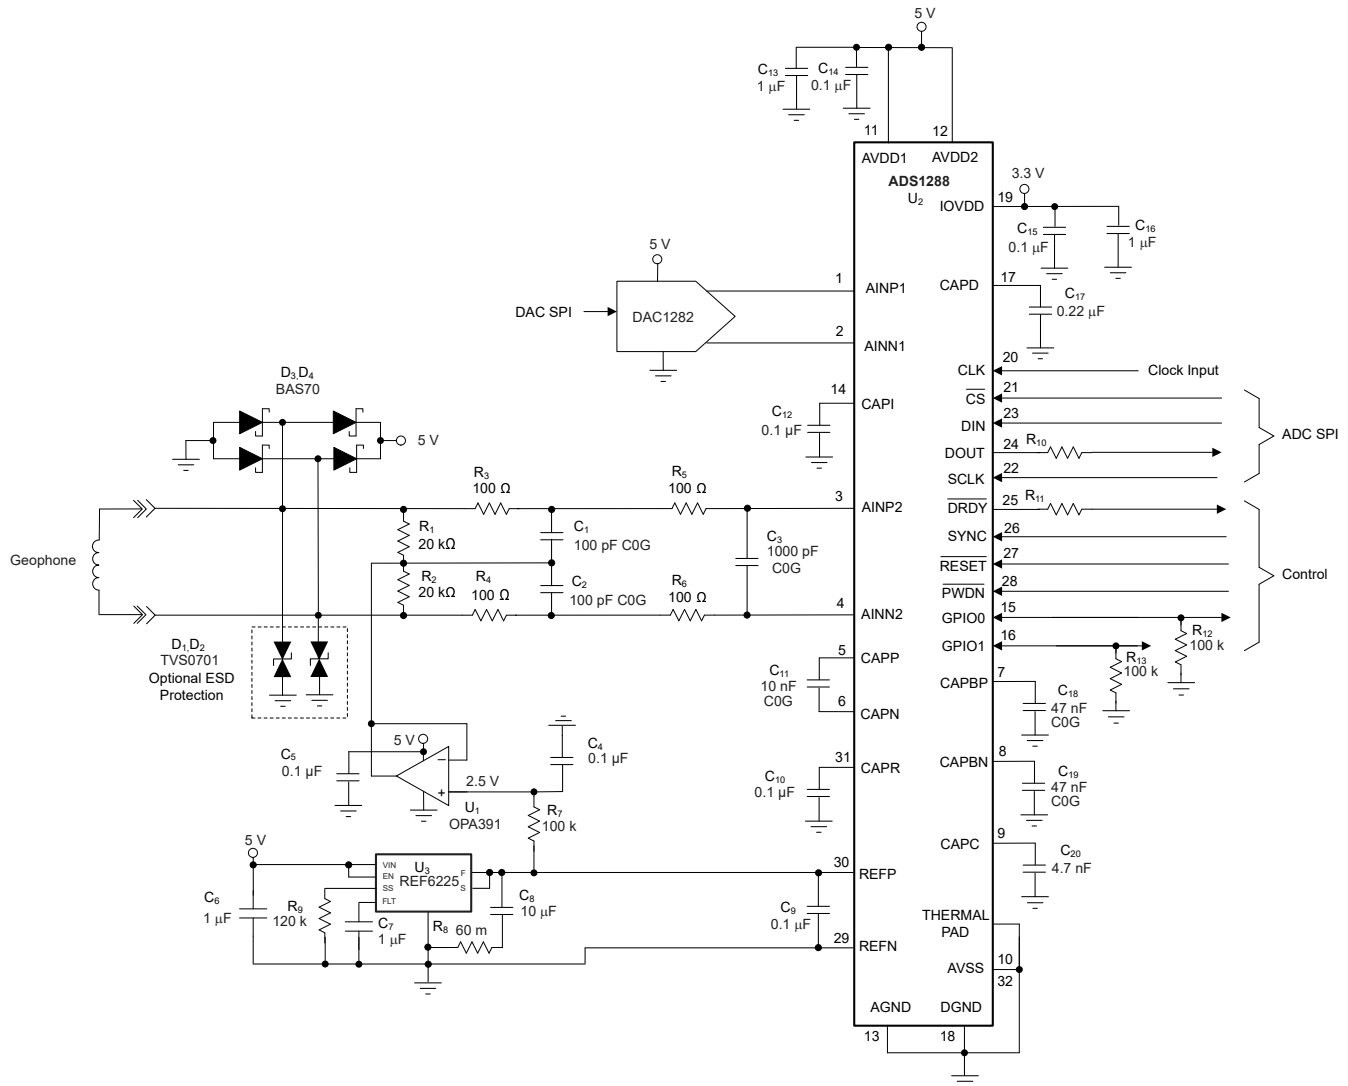 5 V
C13
1 μF
C14
0.1 μF
11
12
AVDD1
AVDD2
ADS1288
U2
3.3 V
IOVDD
19
C15
0.1 μF
C16
1 μF
5 V
DAC SPI
DAC1282
1
AINP1
2
AINN1
CAPD
17
C17
0.22 μF
CLK
20
Clock Input
CS
21
DIN
23
DOUT
24
R10
SCLK
22
ADC SPI
DRDY
25
R11
SYNC
26
RESET
27
PWDN
28
GPIO0
15
GPIO1
16
Control
R12
100 k
R13
100 k
14
CAPI
C12
0.1 μF
D3,D4
BAS70
5 V
R3
100 Ω
R5
100 Ω
3
AINP2
Geophone
R1
20 kΩ
C1
100 pF C0G
C3
1000 pF
C0G
R2
20 kΩ
R4
100 Ω
C2
100 pF C0G
R6
100 Ω
4
AINN2
D1,D2
TVS0701
Optional ESD
Protection
5
CAPP
C11
10 nF
C0G
6
CAPN
CAPBP
7
C18
47 nF
C0G
CAPBN
8
C19
47 nF
C0G
31
CAPR
C10
0.1 μF
CAPC
9
C20
4.7 nF
C5
0.1 μF
5 V
−
+
2.5 V
U1
OPA391
C4
0.1 μF
R7
100 k
5 V
C6
1 μF
R9
120 k
C7
1 μF
VIN
EN
SS
FLT
U3
REF6225
F
S
R8
60 m
C8
10 μF
C9
0.1 μF
30
REFP
29
REFN
THERMAL
PAD
AVSS
10
32
AGND
DGND
13
18